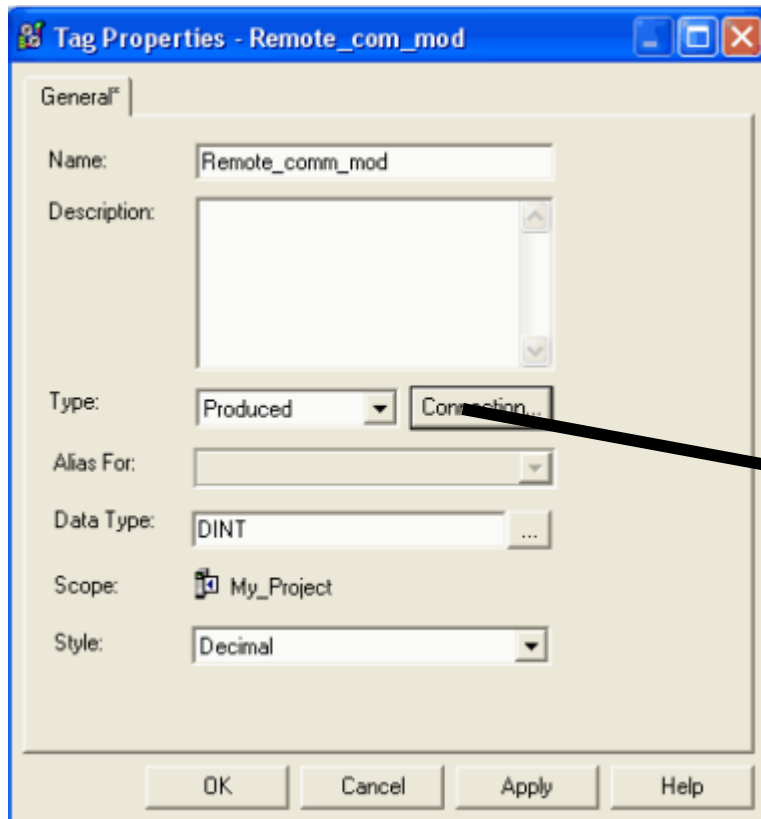 Tag Properties - Remote_com_mod
General*
Name: Remote_comm_mod
Description:
Type: Produced Connection...
Alias For:
Data Type: DINT ...
Scope: My_Project
Style: Decimal
OK Cancel Apply Help